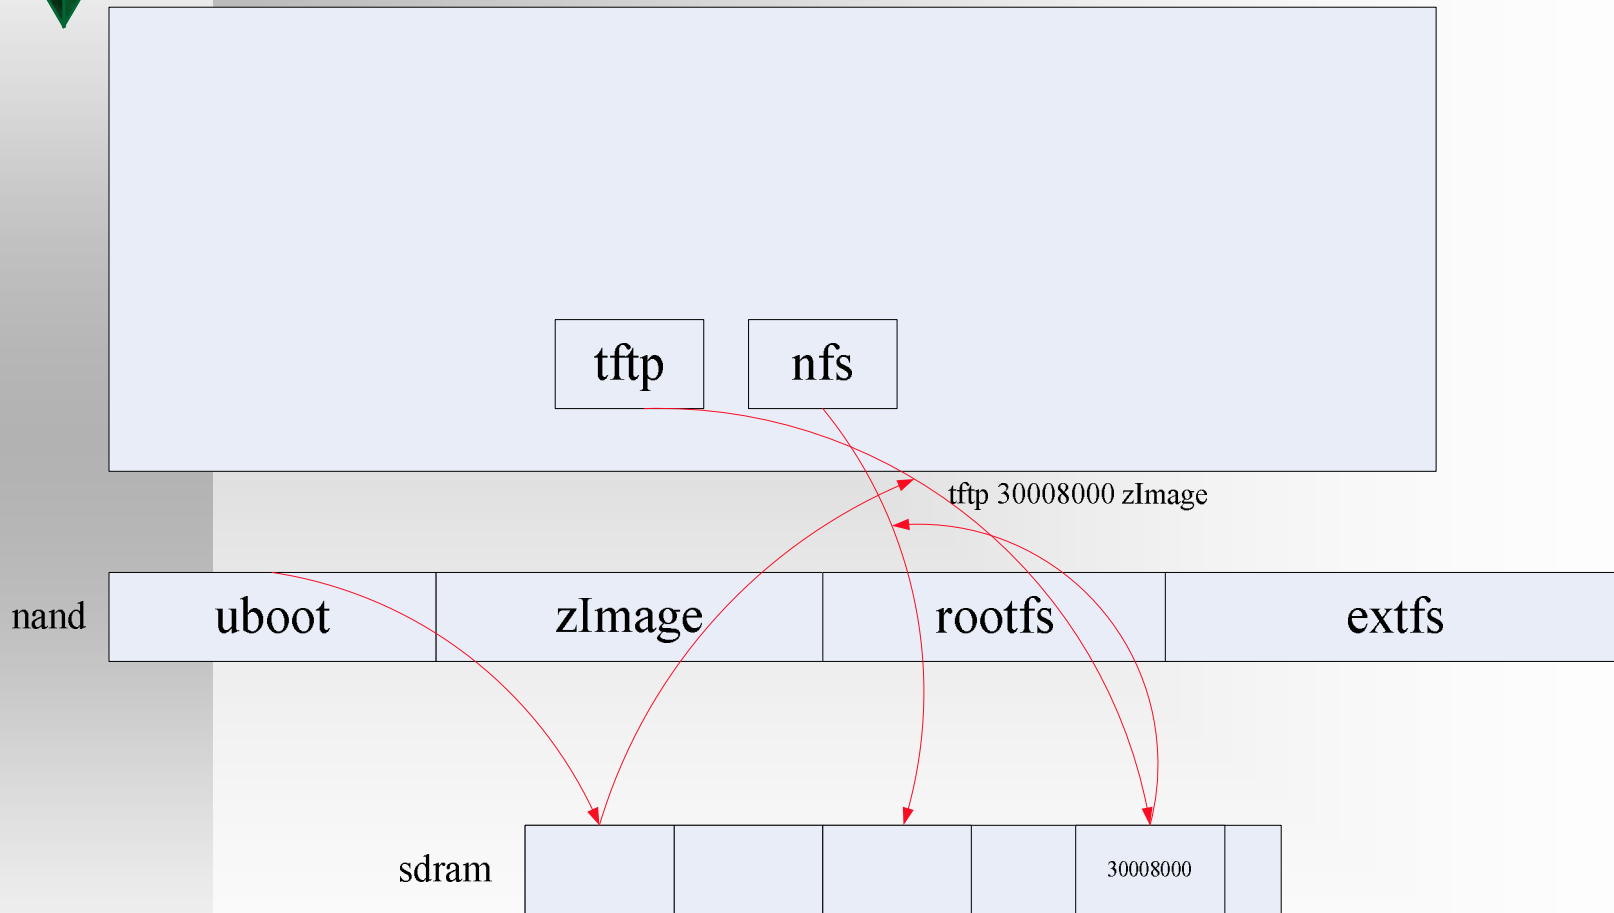 tftp
nfs
tftp 30008000 zImage
nand
uboot
zImage
rootfs
extfs
sdram
30008000